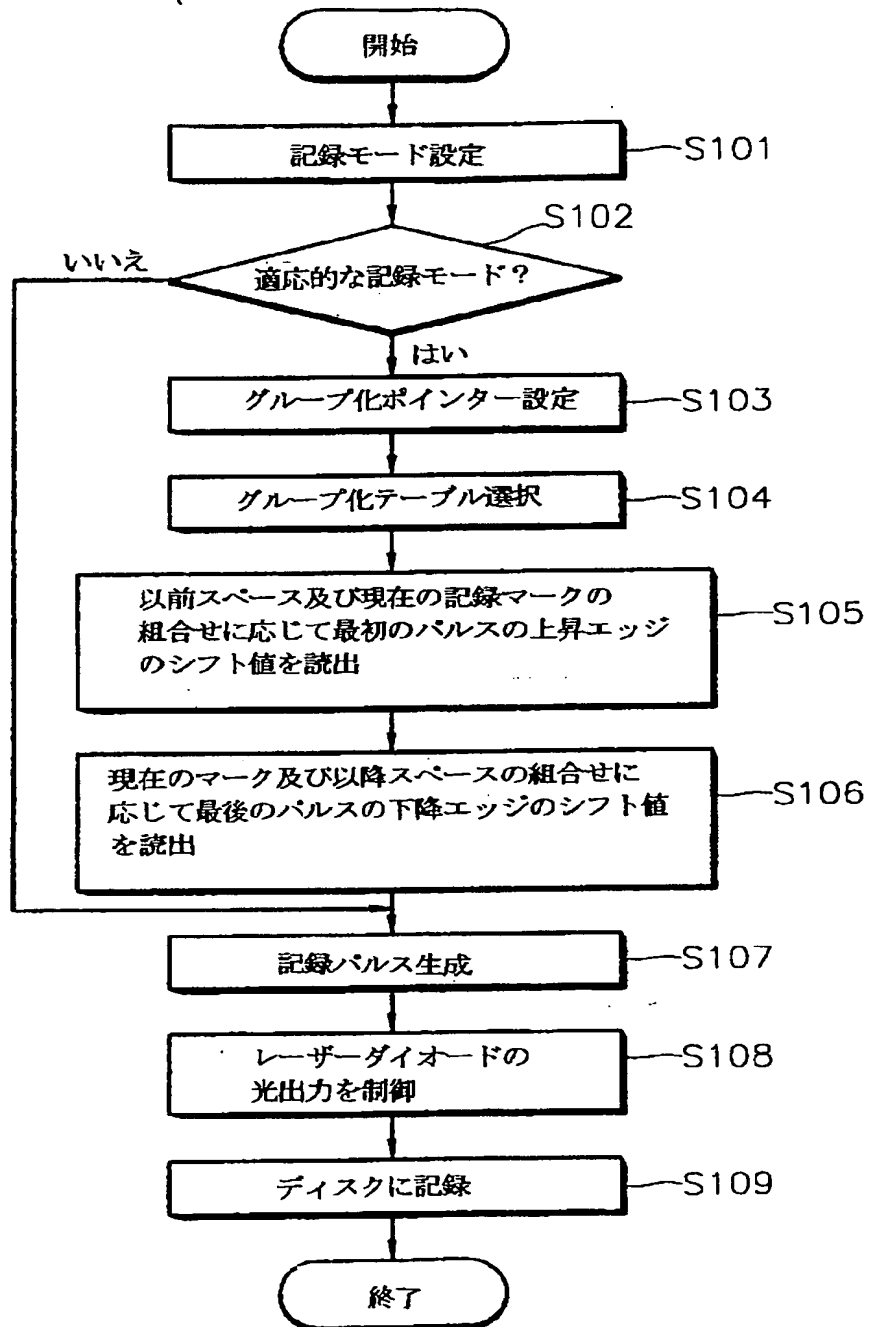 開始
記録モード設定
S101
S102
いいえ
適応的な記録モード？
はい
グループ化ポインター設定
S103
グループ化テーブル選択
S104
以前スペース及び現在の記録マークの
組合せに応じて最初のパルスの上昇エッジ
のシフト値を読出
S105
現在のマーク及び以降スペースの組合せに
応じて最後のパルスの下降エッジのシフト値
を読出
S106
記録パルス生成
S107
レーザーダイオードの
光出力を制御
S108
ディスクに記録
S109
終了